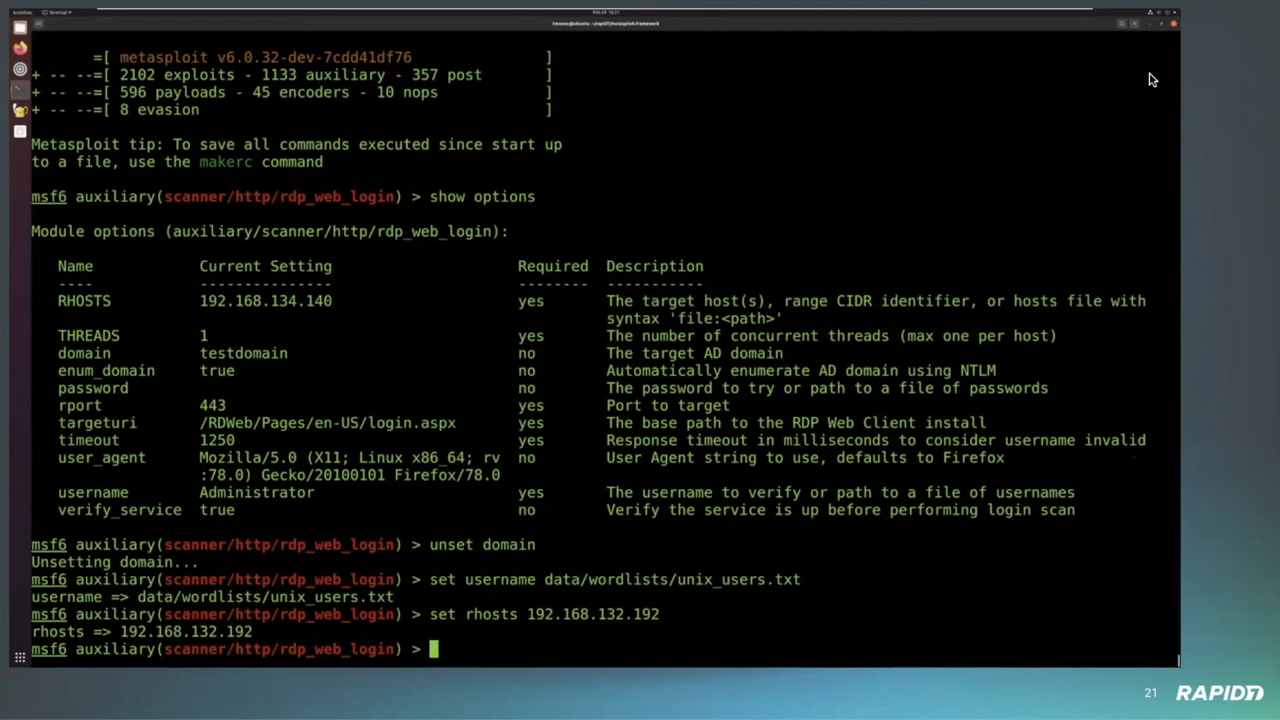 Activities
Terminal
Feb 24 16:21
tmoose@ubuntu: ~/rapid7/metasploit-framework
=[ metasploit v6.0.32-dev-7cdd41df76 ]
+ -- --=[ 2102 exploits - 1133 auxiliary - 357 post ]
+ -- --=[ 596 payloads - 45 encoders - 10 nops ]
+ -- --=[ 8 evasion ]
Metasploit tip: To save all commands executed since start up
to a file, use the makerc command
msf6 auxiliary(scanner/http/rdp_web_login) > show options
Module options (auxiliary/scanner/http/rdp_web_login):
Name Current Setting Required Description
---- --------------- -------- -----------
RHOSTS 192.168.134.140 yes The target host(s), range CIDR identifier, or hosts file with
syntax 'file:<path>'
THREADS 1 yes The number of concurrent threads (max one per host)
domain testdomain no The target AD domain
enum_domain true no Automatically enumerate AD domain using NTLM
password no The password to try or path to a file of passwords
rport 443 yes Port to target
targeturi /RDWeb/Pages/en-US/login.aspx yes The base path to the RDP Web Client install
timeout 1250 yes Response timeout in milliseconds to consider username invalid
user_agent Mozilla/5.0 (X11; Linux x86_64; rv no User Agent string to use, defaults to Firefox
:78.0) Gecko/20100101 Firefox/78.0
username Administrator yes The username to verify or path to a file of usernames
verify_service true no Verify the service is up before performing login scan
msf6 auxiliary(scanner/http/rdp_web_login) > unset domain
Unsetting domain...
msf6 auxiliary(scanner/http/rdp_web_login) > set username data/wordlists/unix_users.txt
username => data/wordlists/unix_users.txt
msf6 auxiliary(scanner/http/rdp_web_login) > set rhosts 192.168.132.192
rhosts => 192.168.132.192
msf6 auxiliary(scanner/http/rdp_web_login) >
21 RAPID7